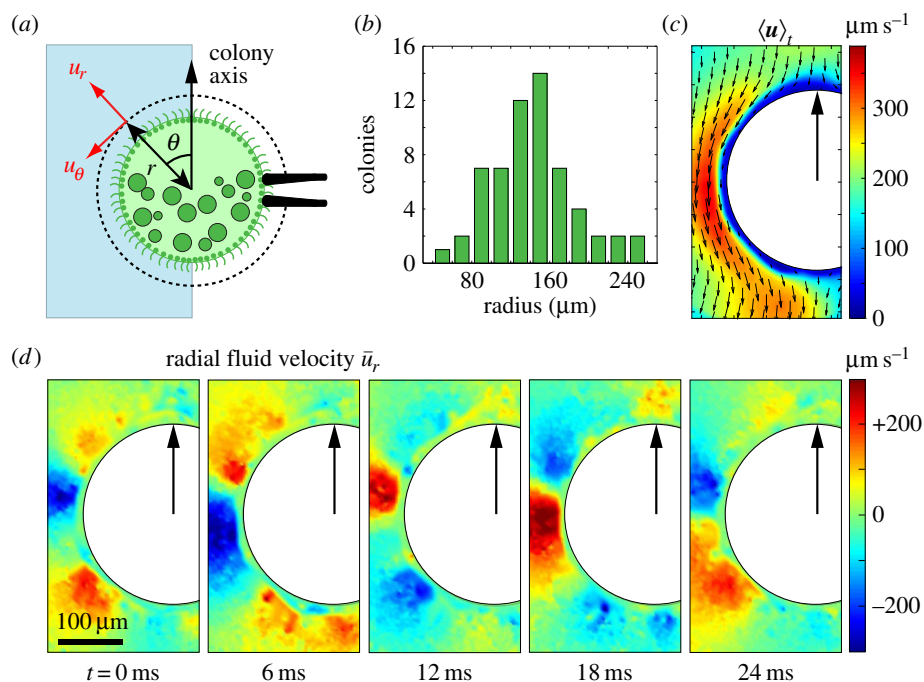 (a)
colony
axis
u_r
u_θ
θ
r
(b)
16
12
8
4
0
colonies
80
160
240
radius (µm)
(c)
⟨u⟩_t
µm s⁻¹
300
200
100
0
(d)
radial fluid velocity ū_r
µm s⁻¹
+200
+100
0
−100
−200
100 µm
t = 0 ms
6 ms
12 ms
18 ms
24 ms